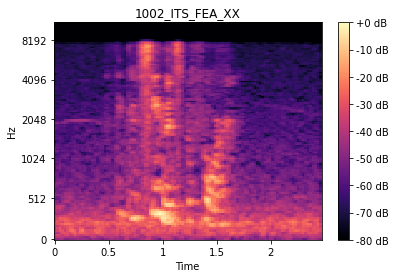 1002_ITS_FEA_XX
8192
4096
2048
1024
512
0
Hz
0
0.5
1
1.5
2
Time
+0 dB
-10 dB
-20 dB
-30 dB
-40 dB
-50 dB
-60 dB
-70 dB
-80 dB